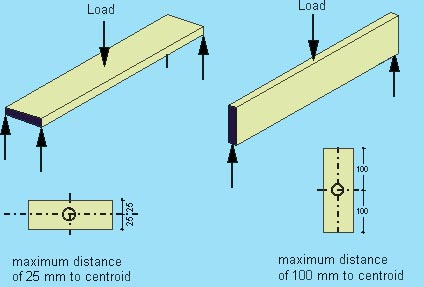 Load
Load
25 25
100
100
maximum distance
of 25 mm to centroid
maximum distance
of 100 mm to centroid